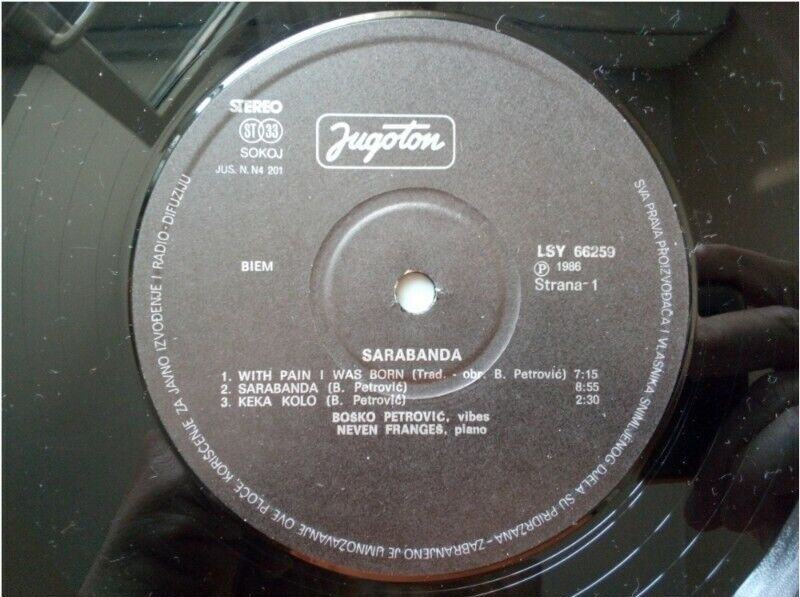 STEREO
ST 33
SOKOJ
JUS. N. N4 201
Jugoton
BIEM
LSY 66259
Ⓟ 1986
Strana-1
SARABANDA
1. WITH PAIN I WAS BORN (Trad. - obr. B. Petrović) 7:15
2. SARABANDA (B. Petrović) 8:55
3. KEKA KOLO (B. Petrović) 2:30
BOŠKO PETROVIĆ, vibes
NEVEN FRANGEŠ, piano
SVA PRAVA PROIZVOĐAČA I VLASNIKA SNIMLJENOG DJELA SU PRIDRŽANA - ZABRANJENO JE UMNOŽAVANJE OVE PLOČE, KORIŠĆENJE ZA JAVNO IZVOĐENJE I RADIO-DIFUZIJU